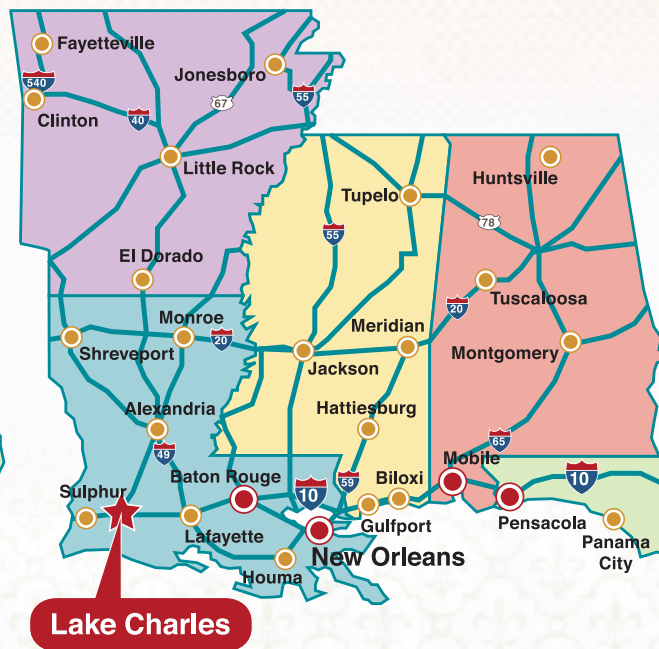 Fayetteville
Jonesboro
540
55
67
Clinton
40
Little Rock
Huntsville
Tupelo
78
55
El Dorado
Tuscaloosa
Monroe
20
Meridian
20
Shreveport
Jackson
Montgomery
Alexandria
Hattiesburg
49
65
Baton Rouge
Mobile
59
Biloxi
10
10
Sulphur
Lafayette
Gulfport
Pensacola
New Orleans
Panama
City
Houma
Lake Charles